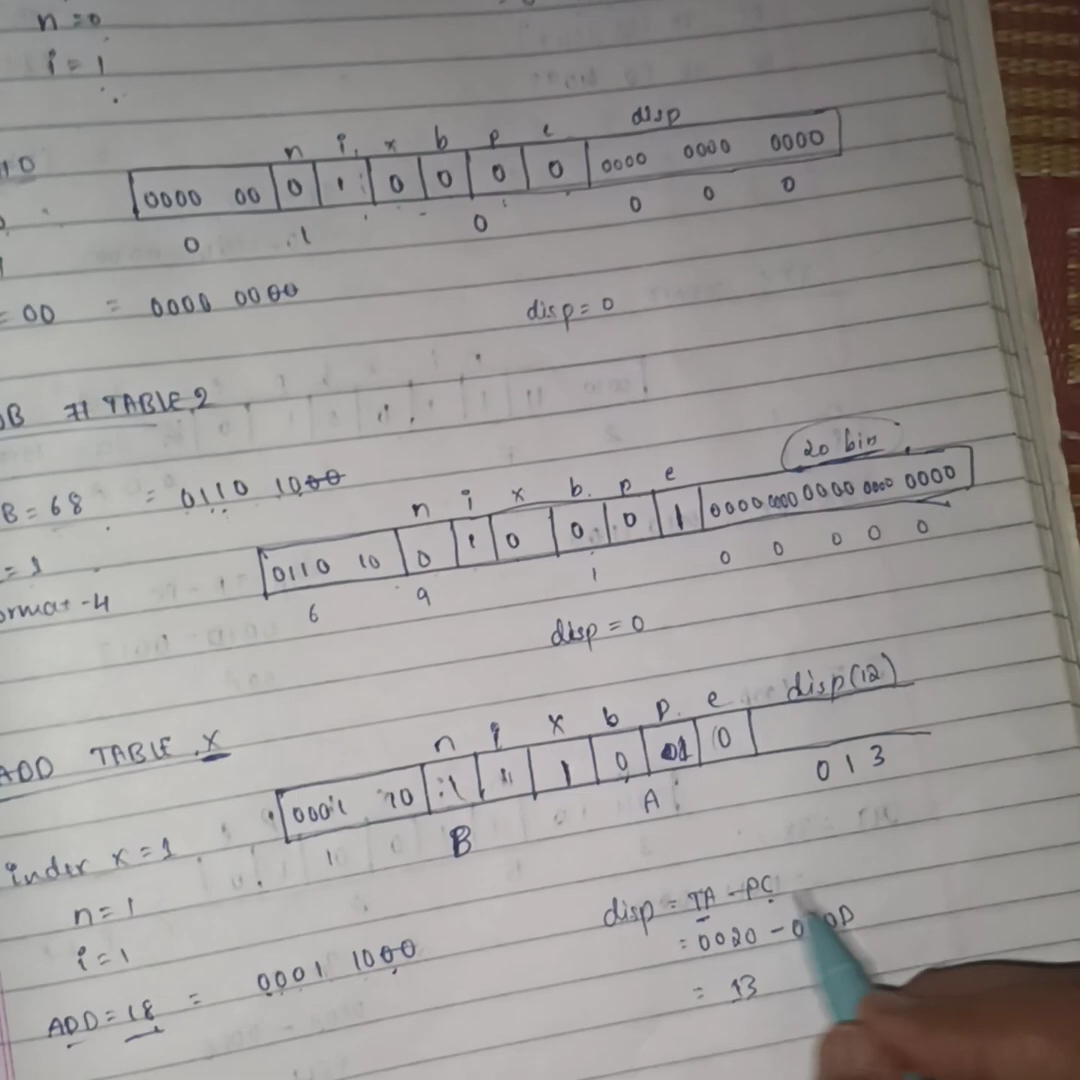 n=0
i=1
∴
n i x b p e disp
0000 00 0 1 0 0 0 0 0000 0000 0000
0 1 0 0 0 0
= 00 = 0000 0000
disp = 0
B #TABLE2
B = 68 = 0110 1000
20 bin
n i x b p e
0110 10 0 1 0 0 0 1 0000 0000 0000 0000 0000
= 1
ormat-4
6 9 1 0 0 0 0 0
disp = 0
ADD TABLE,X
n i x b p e disp(12)
0001 10 1 1 1 0 1 0
B A 0 1 3
index x=1
n=1
i=1
ADD=18 = 0001 1000
disp = TA - PC
= 0020 -
= 13